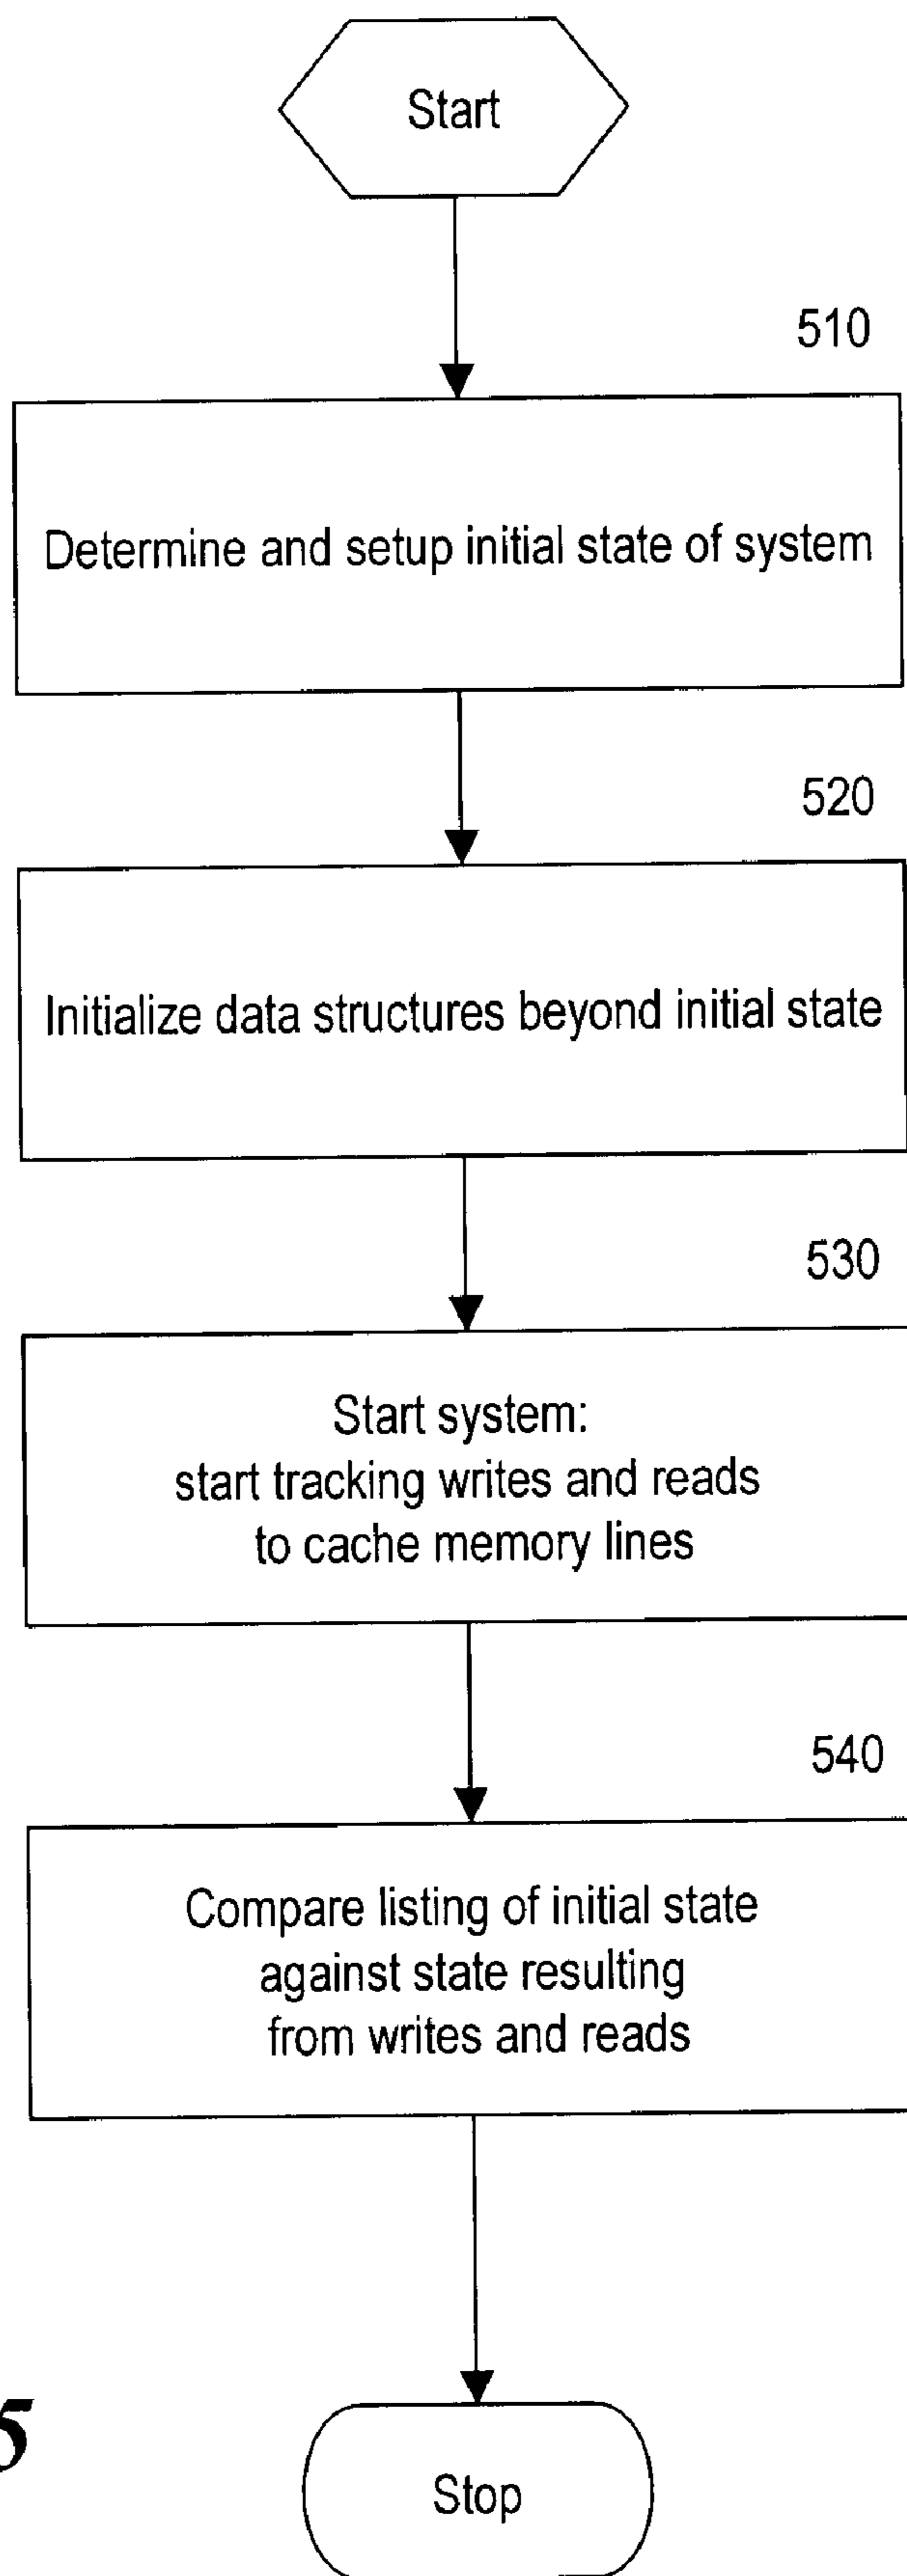 Start
510
Determine and setup initial state of system
520
Initialize data structures beyond initial state
530
Start system:
start tracking writes and reads
to cache memory lines
540
Compare listing of initial state
against state resulting
from writes and reads
5
Stop